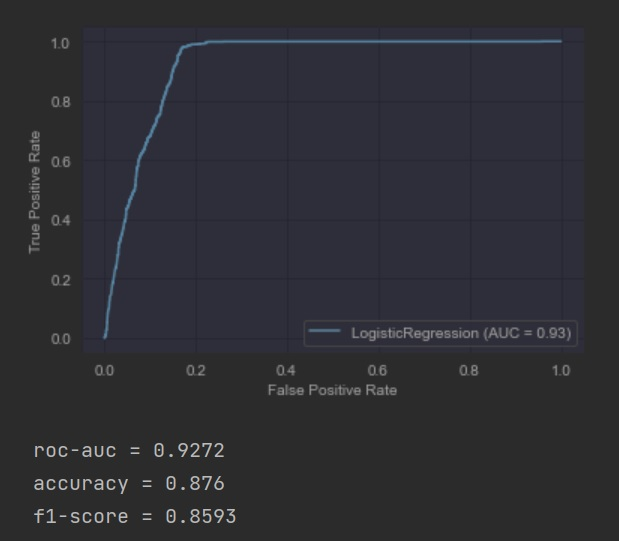 1.0
0.8
0.6
0.4
0.2
0.0
True Positive Rate
LogisticRegression (AUC = 0.93)
0.0 0.2 0.4 0.6 0.8 1.0
False Positive Rate
roc-auc = 0.9272
accuracy = 0.876
f1-score = 0.8593